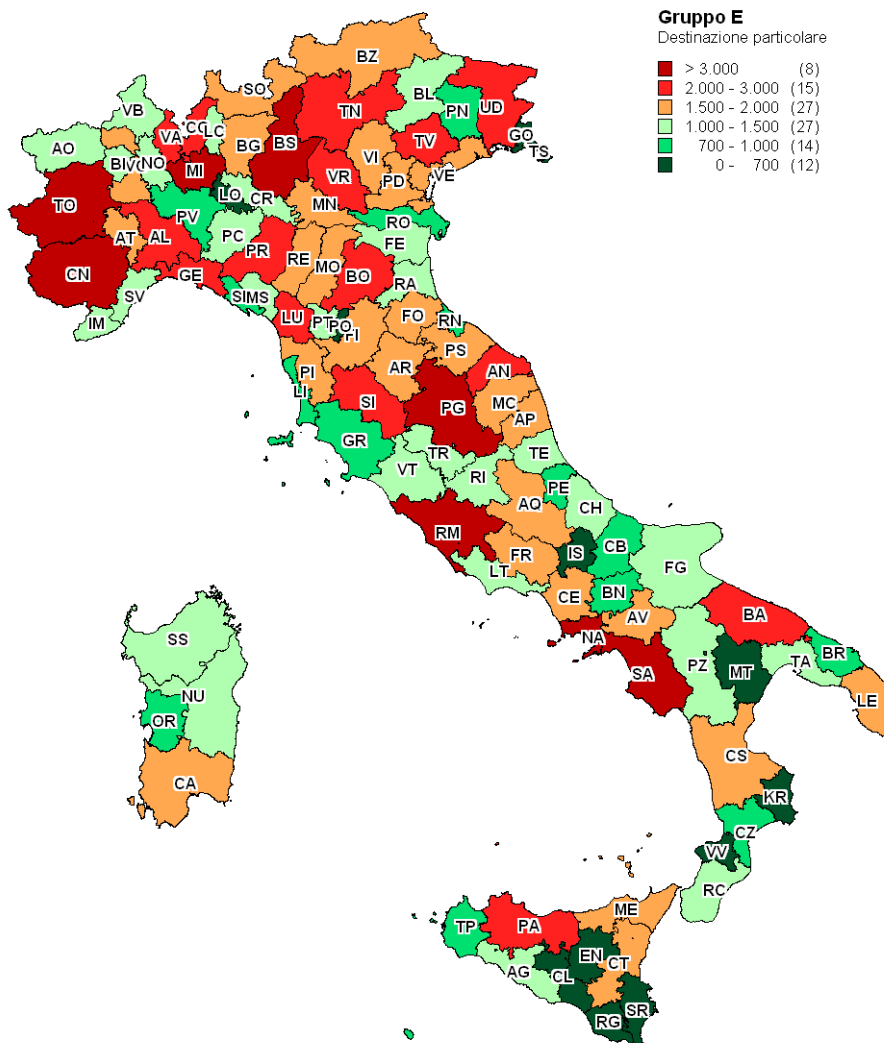 Gruppo E
Destinazione particolare
> 3.000 (8)
2.000 - 3.000 (15)
1.500 - 2.000 (27)
1.000 - 1.500 (27)
700 - 1.000 (14)
0 - 700 (12)
BZ
SO
VB
BL
TN
UD
PN
LC
VA
AO
GO
TV
BS
BG
TS
VI
BI
NO
MI
VR
VE
PD
LO
CR
TO
MN
PV
RO
AT
AL
PC
FE
PR
RE
MO
CN
GE
BO
RA
SV
MS
IM
LU
PT
PO
FO
RN
FI
PS
AR
PI
AN
LI
SI
PG
MC
AP
GR
TR
TE
VT
RI
PE
AQ
CH
RM
CB
IS
FR
FG
LT
CE
BN
BA
AV
NA
SS
BR
TA
PZ
MT
SA
NU
LE
OR
CS
CA
KR
CZ
VV
RC
ME
TP
PA
EN
CT
AG
CL
SR
RG